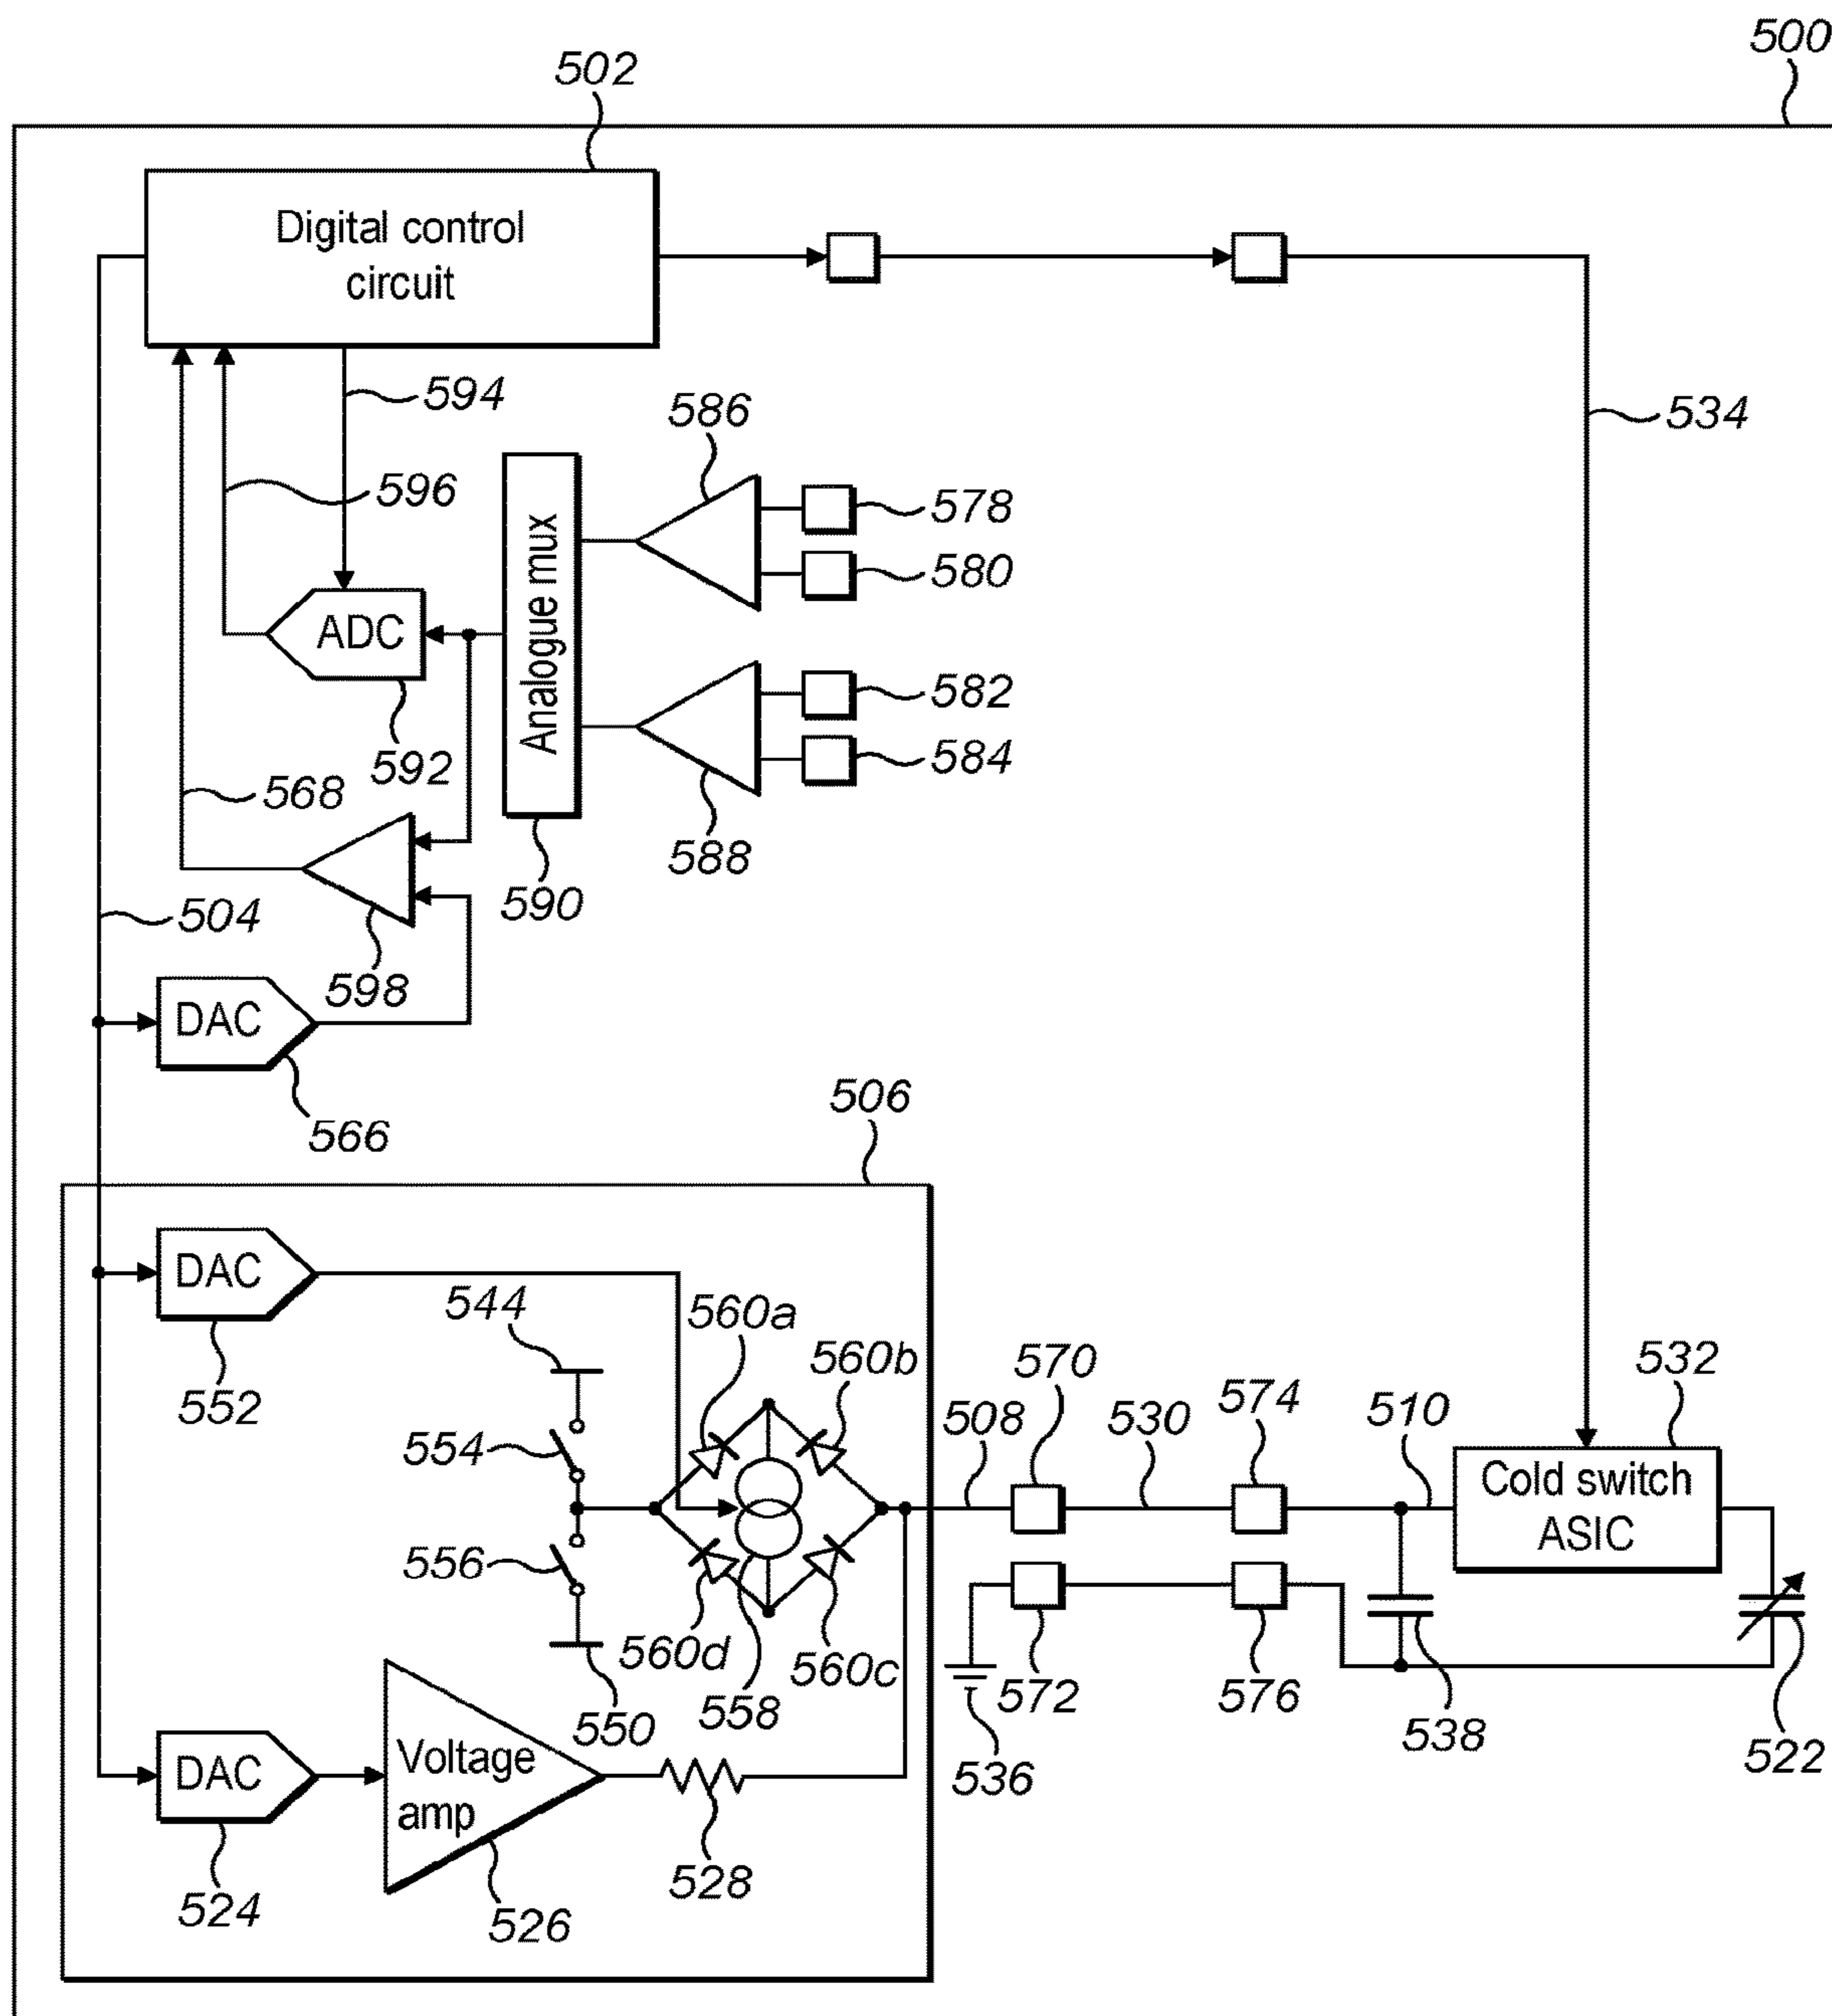 500
502
Digital control
circuit
594
534
586
596
578
580
Analogue mux
ADC
582
592
584
568
588
590
504
598
DAC
566
506
DAC
544
560a
560b
570
532
552
508
530
574
510
554
Cold switch
ASIC
556
560d
560c
558
572
576
538
522
550
536
DAC
Voltage
amp
528
524
526